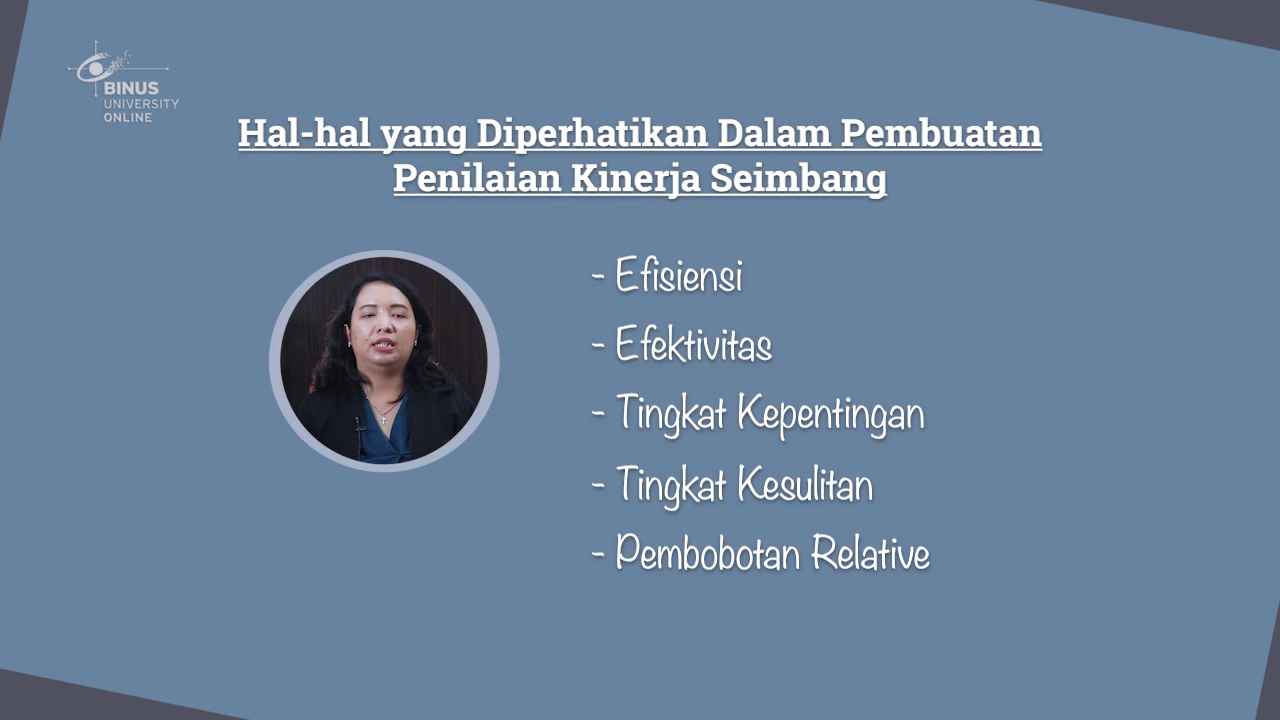 BINUS
UNIVERSITY
ONLINE
Hal-hal yang Diperhatikan Dalam Pembuatan
Penilaian Kinerja Seimbang
- Efisiensi
- Efektivitas
- Tingkat Kepentingan
- Tingkat Kesulitan
- Pembobotan Relative